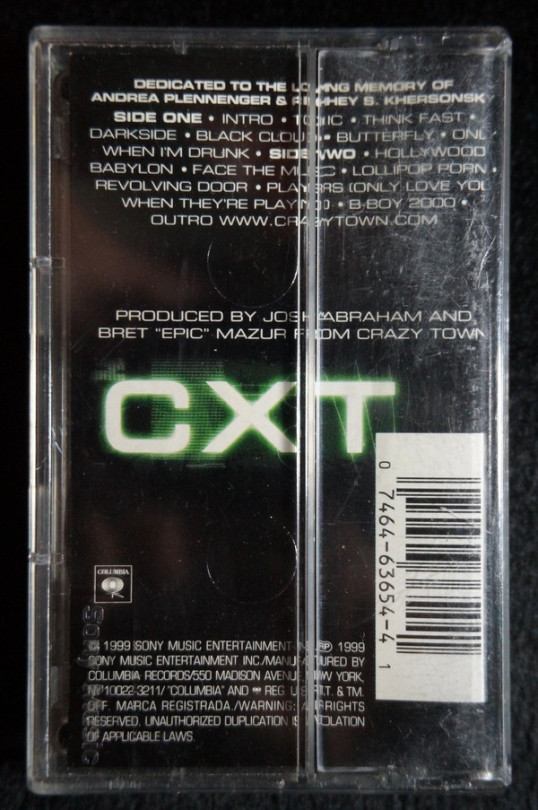 DEDICATED TO THE LOVING MEMORY OF
ANDREA PLENNENGER & S. KHERSONSK
SIDE ONE • INTRO • TOXIC • THINK FAST •
DARKSIDE • BLACK CLOUD • BUTTERFLY • ONL
WHEN I'M DRUNK • SIDE TWO • HOLLYWOOD
BABYLON • FACE THE MUSIC • LOLLIPOP PORN •
REVOLVING DOOR • PLAYERS (ONLY LOVE YOU
WHEN THEY'RE PLAYING) • B-BOY 2000 •
OUTRO WWW.CRAZYTOWN.COM
PRODUCED BY JOSH ABRAHAM AND
BRET "EPIC" MAZUR FROM CRAZY TOWN
CXT
0 7464-63654-4 1
COLUMBIA
Sony Music
© 1999 SONY MUSIC ENTERTAINMENT INC./℗ 1999
SONY MUSIC ENTERTAINMENT INC./MANUFACTURED BY
COLUMBIA RECORDS/550 MADISON AVENUE, NEW YORK,
NY 10022-3211/"COLUMBIA" AND REG. U.S. PAT. & TM.
OFF. MARCA REGISTRADA./WARNING: ALL RIGHTS
RESERVED. UNAUTHORIZED DUPLICATION IS A VIOLATION
OF APPLICABLE LAWS.